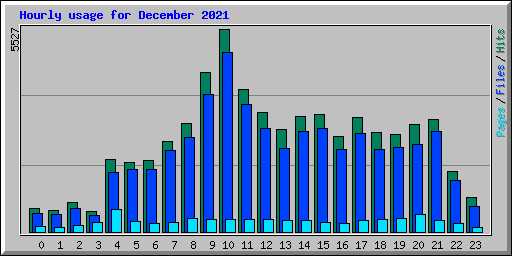 Hourly usage for December 2021
5527
Pages/Files/Hits
0 1 2 3 4 5 6 7 8 9 10 11 12 13 14 15 16 17 18 19 20 21 22 23